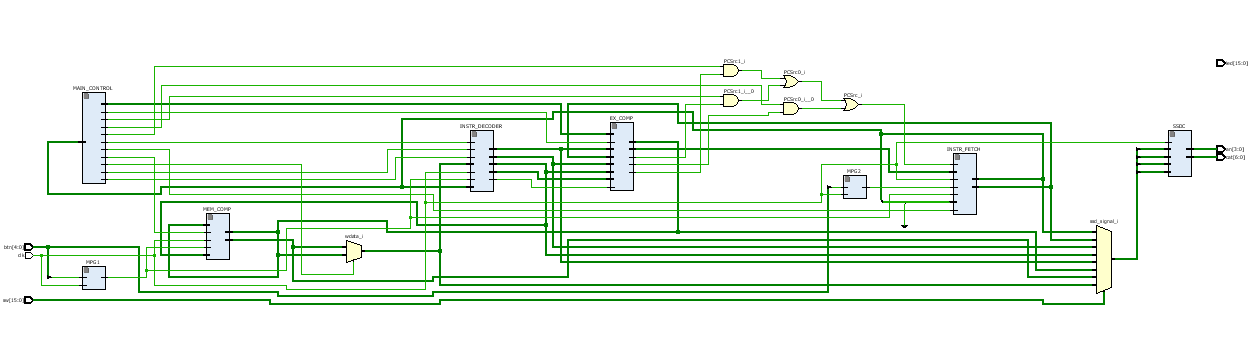 PCSrc1_i
led[15:0]
PCSrc0_i
MAIN_CONTROL
PCSrc1_i__0
PCSrc_i
PCSrc0_i__0
INSTR_DECODER
EX_COMP
SSDC
INSTR_FETCH
an[3:0]
cat[6:0]
MPG2
MEM_COMP
ssd_signal_i
wdata_i
btn[4:0]
clk
MPG1
sw[15:0]